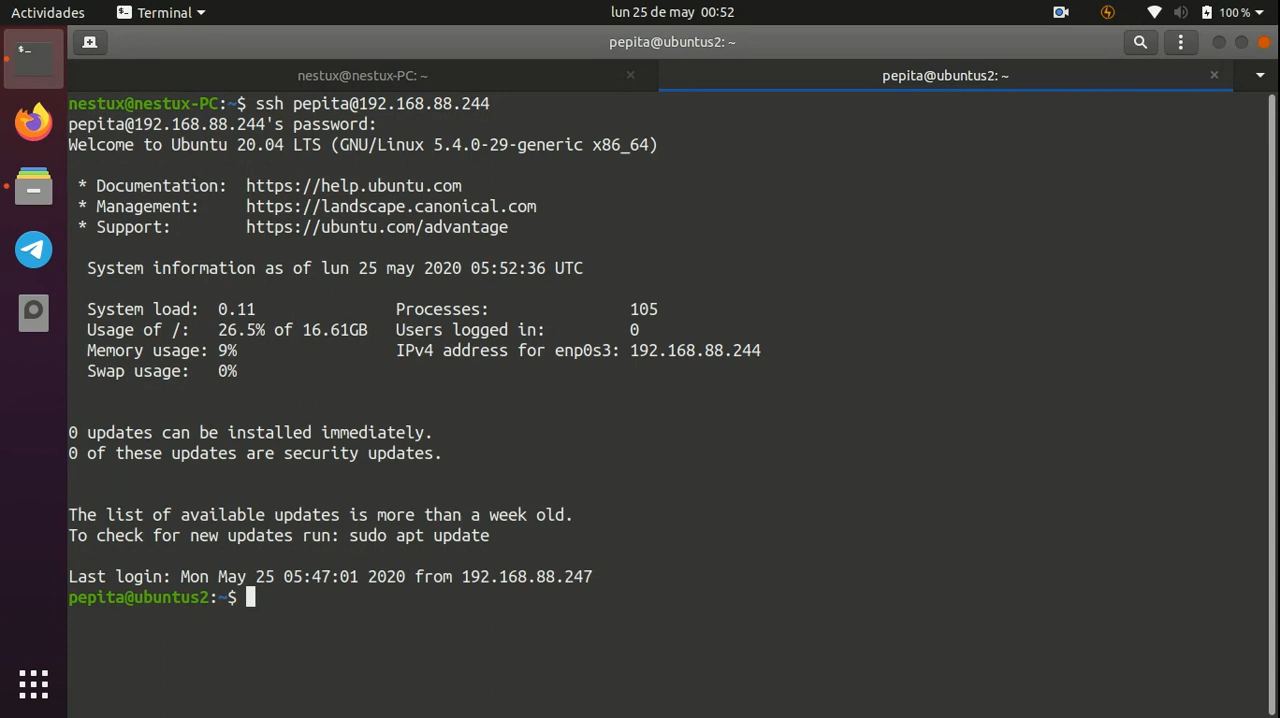 Actividades
Terminal
lun 25 de may 00:52
100 %
pepita@ubuntus2: ~
nestux@nestux-PC: ~
pepita@ubuntus2: ~
nestux@nestux-PC:~$ ssh pepita@192.168.88.244
pepita@192.168.88.244's password:
Welcome to Ubuntu 20.04 LTS (GNU/Linux 5.4.0-29-generic x86_64)
* Documentation:  https://help.ubuntu.com
* Management:     https://landscape.canonical.com
* Support:        https://ubuntu.com/advantage
System information as of lun 25 may 2020 05:52:36 UTC
System load:  0.11               Processes:               105
Usage of /:   26.5% of 16.61GB   Users logged in:         0
Memory usage: 9%                 IPv4 address for enp0s3: 192.168.88.244
Swap usage:   0%
0 updates can be installed immediately.
0 of these updates are security updates.
The list of available updates is more than a week old.
To check for new updates run: sudo apt update
Last login: Mon May 25 05:47:01 2020 from 192.168.88.247
pepita@ubuntus2:~$